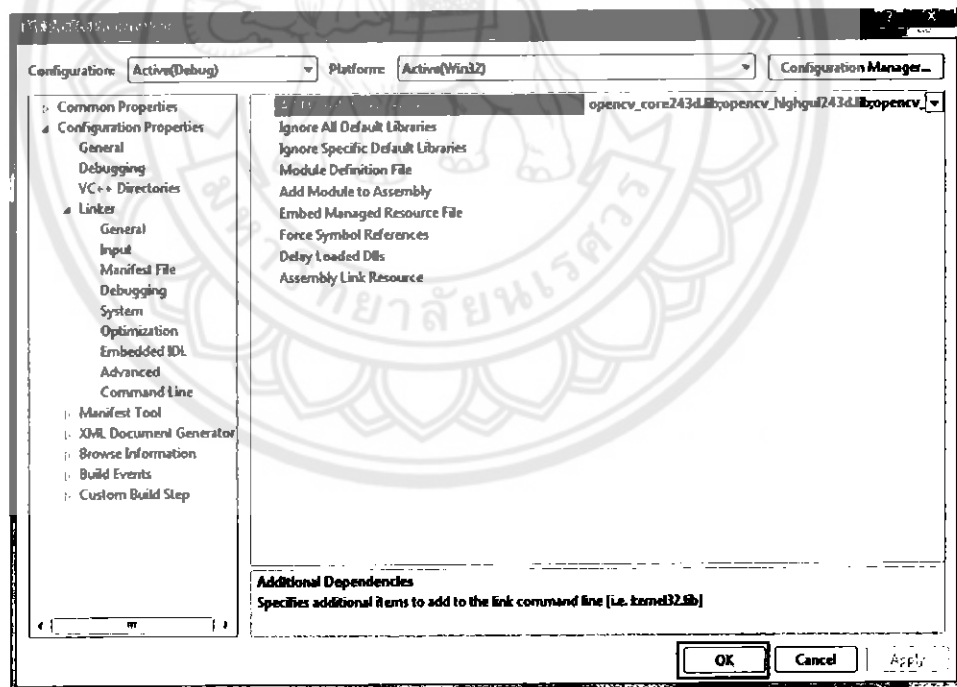 Configuration: Active(Debug) Platform: Active(Win32) Configuration Manager...
Common Properties
Configuration Properties
General
Debugging
VC++ Directories
Linker
General
Input
Manifest File
Debugging
System
Optimization
Embedded IDL
Advanced
Command Line
Manifest Tool
XML Document Generator
Browse Information
Build Events
Custom Build Step
opencv_core243d.lib;opencv_highgui243d.lib;opencv_
Ignore All Default Libraries
Ignore Specific Default Libraries
Module Definition File
Add Module to Assembly
Embed Managed Resource File
Force Symbol References
Delay Loaded Dlls
Assembly Link Resource
Additional Dependencies
Specifies additional items to add to the link command line [i.e. kernel32.lib]
OK Cancel Apply